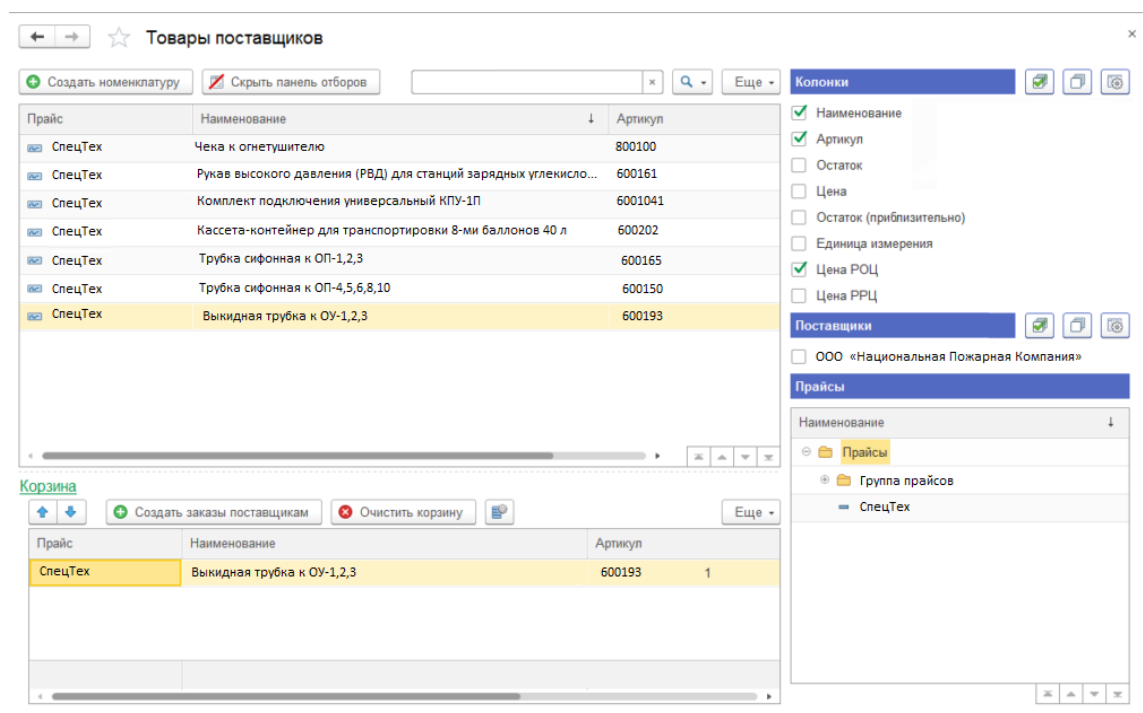 Товары поставщиков
Создать номенклатуру Скрыть панель отборов Еще
Прайс Наименование Артикул
СпецТех Чека к огнетушителю 800100
СпецТех Рукав высокого давления (РВД) для станций зарядных углекисло... 600161
СпецТех Комплект подключения универсальный КПУ-1П 6001041
СпецТех Кассета-контейнер для транспортировки 8-ми баллонов 40 л 600202
СпецТех Трубка сифонная к ОП-1,2,3 600165
СпецТех Трубка сифонная к ОП-4,5,6,8,10 600150
СпецТех Выкидная трубка к ОУ-1,2,3 600193
Корзина
Создать заказы поставщикам Очистить корзину Еще
Прайс Наименование Артикул
СпецТех Выкидная трубка к ОУ-1,2,3 600193 1
Колонки
Наименование
Артикул
Остаток
Цена
Остаток (приблизительно)
Единица измерения
Цена РОЦ
Цена РРЦ
Поставщики
ООО «Национальная Пожарная Компания»
Прайсы
Наименование
Прайсы
Группа прайсов
СпецТех